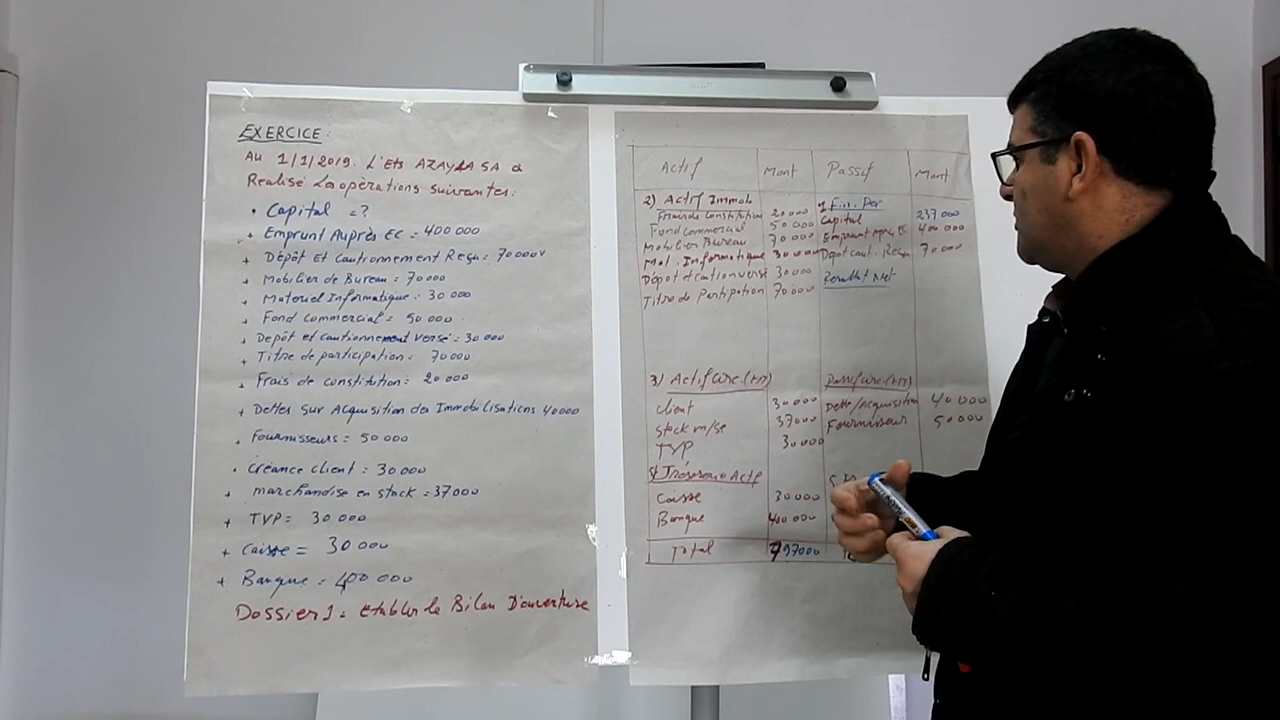 EXERCICE:
Au 1/1/2019. L'Ets AZAYLA SA a
Réalisé Les opérations suivantes:
• Capital = ?
• Emprunt Auprès EC = 400 000
+ Dépôt Et Cautionnement Reçu = 70000
+ Mobilier de Bureau = 70 000
+ Materiel Informatique = 30 000
+ Fond commercial = 50 000
+ Depôt et cautionnement versé = 30 000
+ Titre de participation = 70 000
+ Frais de constitution = 20 000
+ Dettes sur Acquisition des Immobilisations 40000
+ Fournisseurs = 50 000
• Créance client = 30.000
+ marchandise en stock = 37000
+ TVP = 30 000
+ Caisse = 30 000
+ Banque = 400 000
Dossier 1 = Etablir le Bilan D'ouverture
Actif Mont Passif Mont
2) Actif Immob 1 Fin. Per
Frais de Constitution 20 000 Capital 237 000
Fond Commercial 50 000 Emprunt Auprès EC 400 000
Mobilier Bureau 70 000 Depot caut. Reçu 70 000
Mat. Informatique 30 000 Resultat Net
Dépot et caution versé 30 000
Titre de Partipation 70 000
3) Actif circ. (HT) Passif circ. (HT)
client 30 000 Dette/Acquisition 40 000
stock m/se 37000 Fournisseur 50 000
TVP 30 000
5) Trésorerie Actif
Caisse 30 000
Banque 400 000
Total 797000